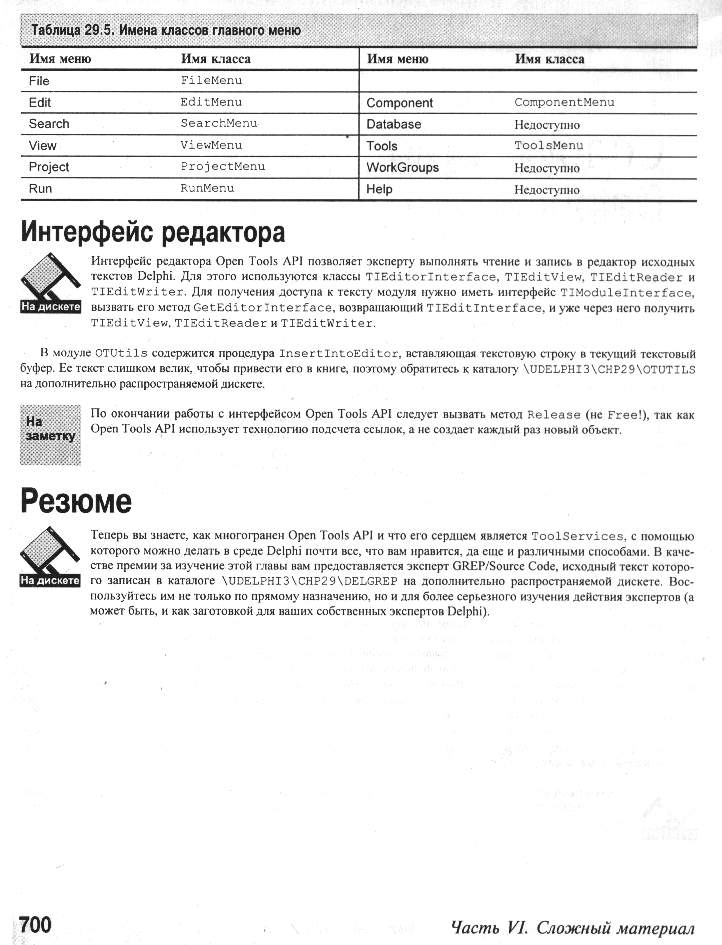 Таблица 29.5. Имена классов главного меню
Имя меню Имя класса Имя меню Имя класса
File FileMenu
Edit EditMenu Component ComponentMenu
Search SearchMenu Database Недоступно
View ViewMenu Tools ToolsMenu
Project ProjectMenu WorkGroups Недоступно
Run RunMenu Help Недоступно
Интерфейс редактора
На дискете
Интерфейс редактора Open Tools API позволяет эксперту выполнять чтение и запись в редактор исходных
текстов Delphi. Для этого используются классы TIEditorInterface, TIEditView, TIEditReader и
TIEditWriter. Для получения доступа к тексту модуля нужно иметь интерфейс TIModuleInterface,
вызвать его метод GetEditorInterface, возвращающий TIEditInterface, и уже через него получить
TIEditView, TIEditReader и TIEditWriter.
В модуле OTUtils содержится процедура InsertIntoEditor, вставляющая текстовую строку в текущий текстовый
буфер. Ее текст слишком велик, чтобы привести его в книге, поэтому обратитесь к каталогу \UDELPHI3\CHP29\OTUTILS
на дополнительно распространяемой дискете.
На
заметку
По окончании работы с интерфейсом Open Tools API следует вызвать метод Release (не Free!), так как
Open Tools API использует технологию подсчета ссылок, а не создает каждый раз новый объект.
Резюме
На дискете
Теперь вы знаете, как многогранен Open Tools API и что его сердцем является ToolServices, с помощью
которого можно делать в среде Delphi почти все, что вам нравится, да еще и различными способами. В каче-
стве премии за изучение этой главы вам предоставляется эксперт GREP/Source Code, исходный текст которо-
го записан в каталоге \UDELPHI3\CHP29\DELGREP на дополнительно распространяемой дискете. Вос-
пользуйтесь им не только по прямому назначению, но и для более серьезного изучения действия экспертов (а
может быть, и как заготовкой для ваших собственных экспертов Delphi).
700
Часть VI. Сложный материал